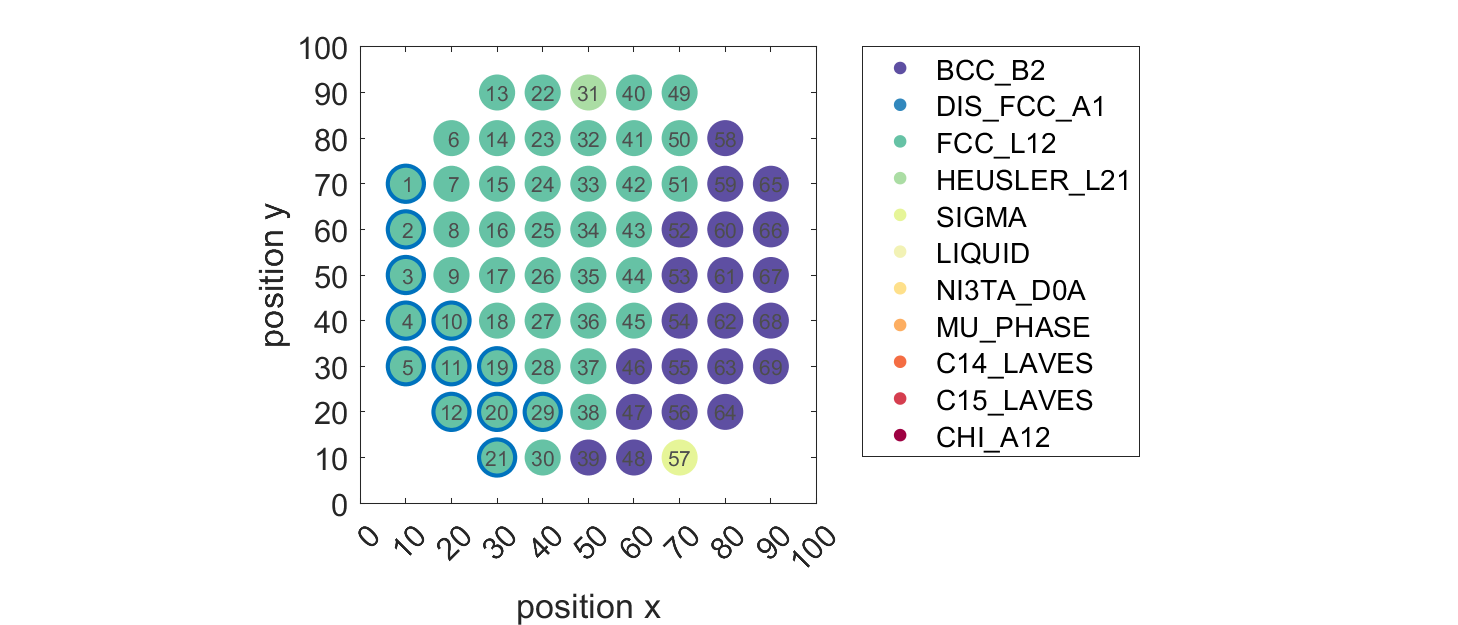 100
90
80
70
60
50
40
30
20
10
0
position y
13 22 31 40 49
6 14 23 32 41 50 58
1 7 15 24 33 42 51 59 65
2 8 16 25 34 43 52 60 66
3 9 17 26 35 44 53 61 67
4 10 18 27 36 45 54 62 68
5 11 19 28 37 46 55 63 69
12 20 29 38 47 56 64
21 30 39 48 57
0 10 20 30 40 50 60 70 80 90 100
position x
BCC_B2
DIS_FCC_A1
FCC_L12
HEUSLER_L21
SIGMA
LIQUID
NI3TA_D0A
MU_PHASE
C14_LAVES
C15_LAVES
CHI_A12